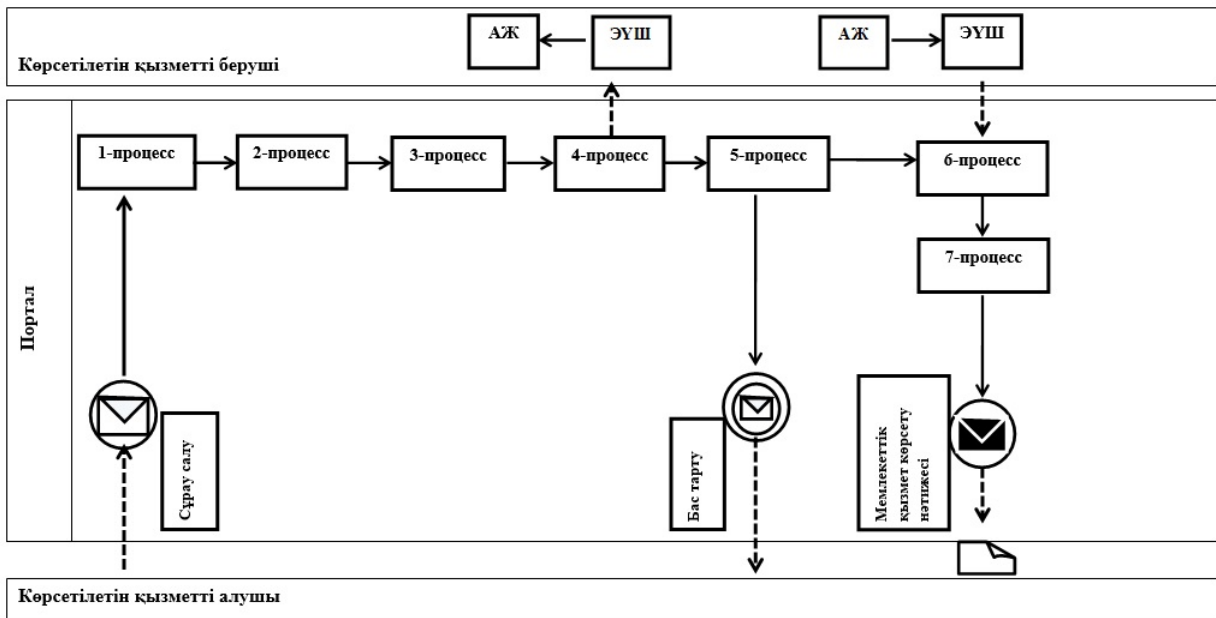 АЖ
ЭҮШ
АЖ
ЭҮШ
Көрсетілетін қызметті беруші
1-процесс
2-процесс
3-процесс
4-процесс
5-процесс
6-процесс
7-процесс
Портал
Сұрау салу
Бас тарту
Мемлекеттік
қызмет көрсету
нәтижесі
Көрсетілетін қызметті алушы